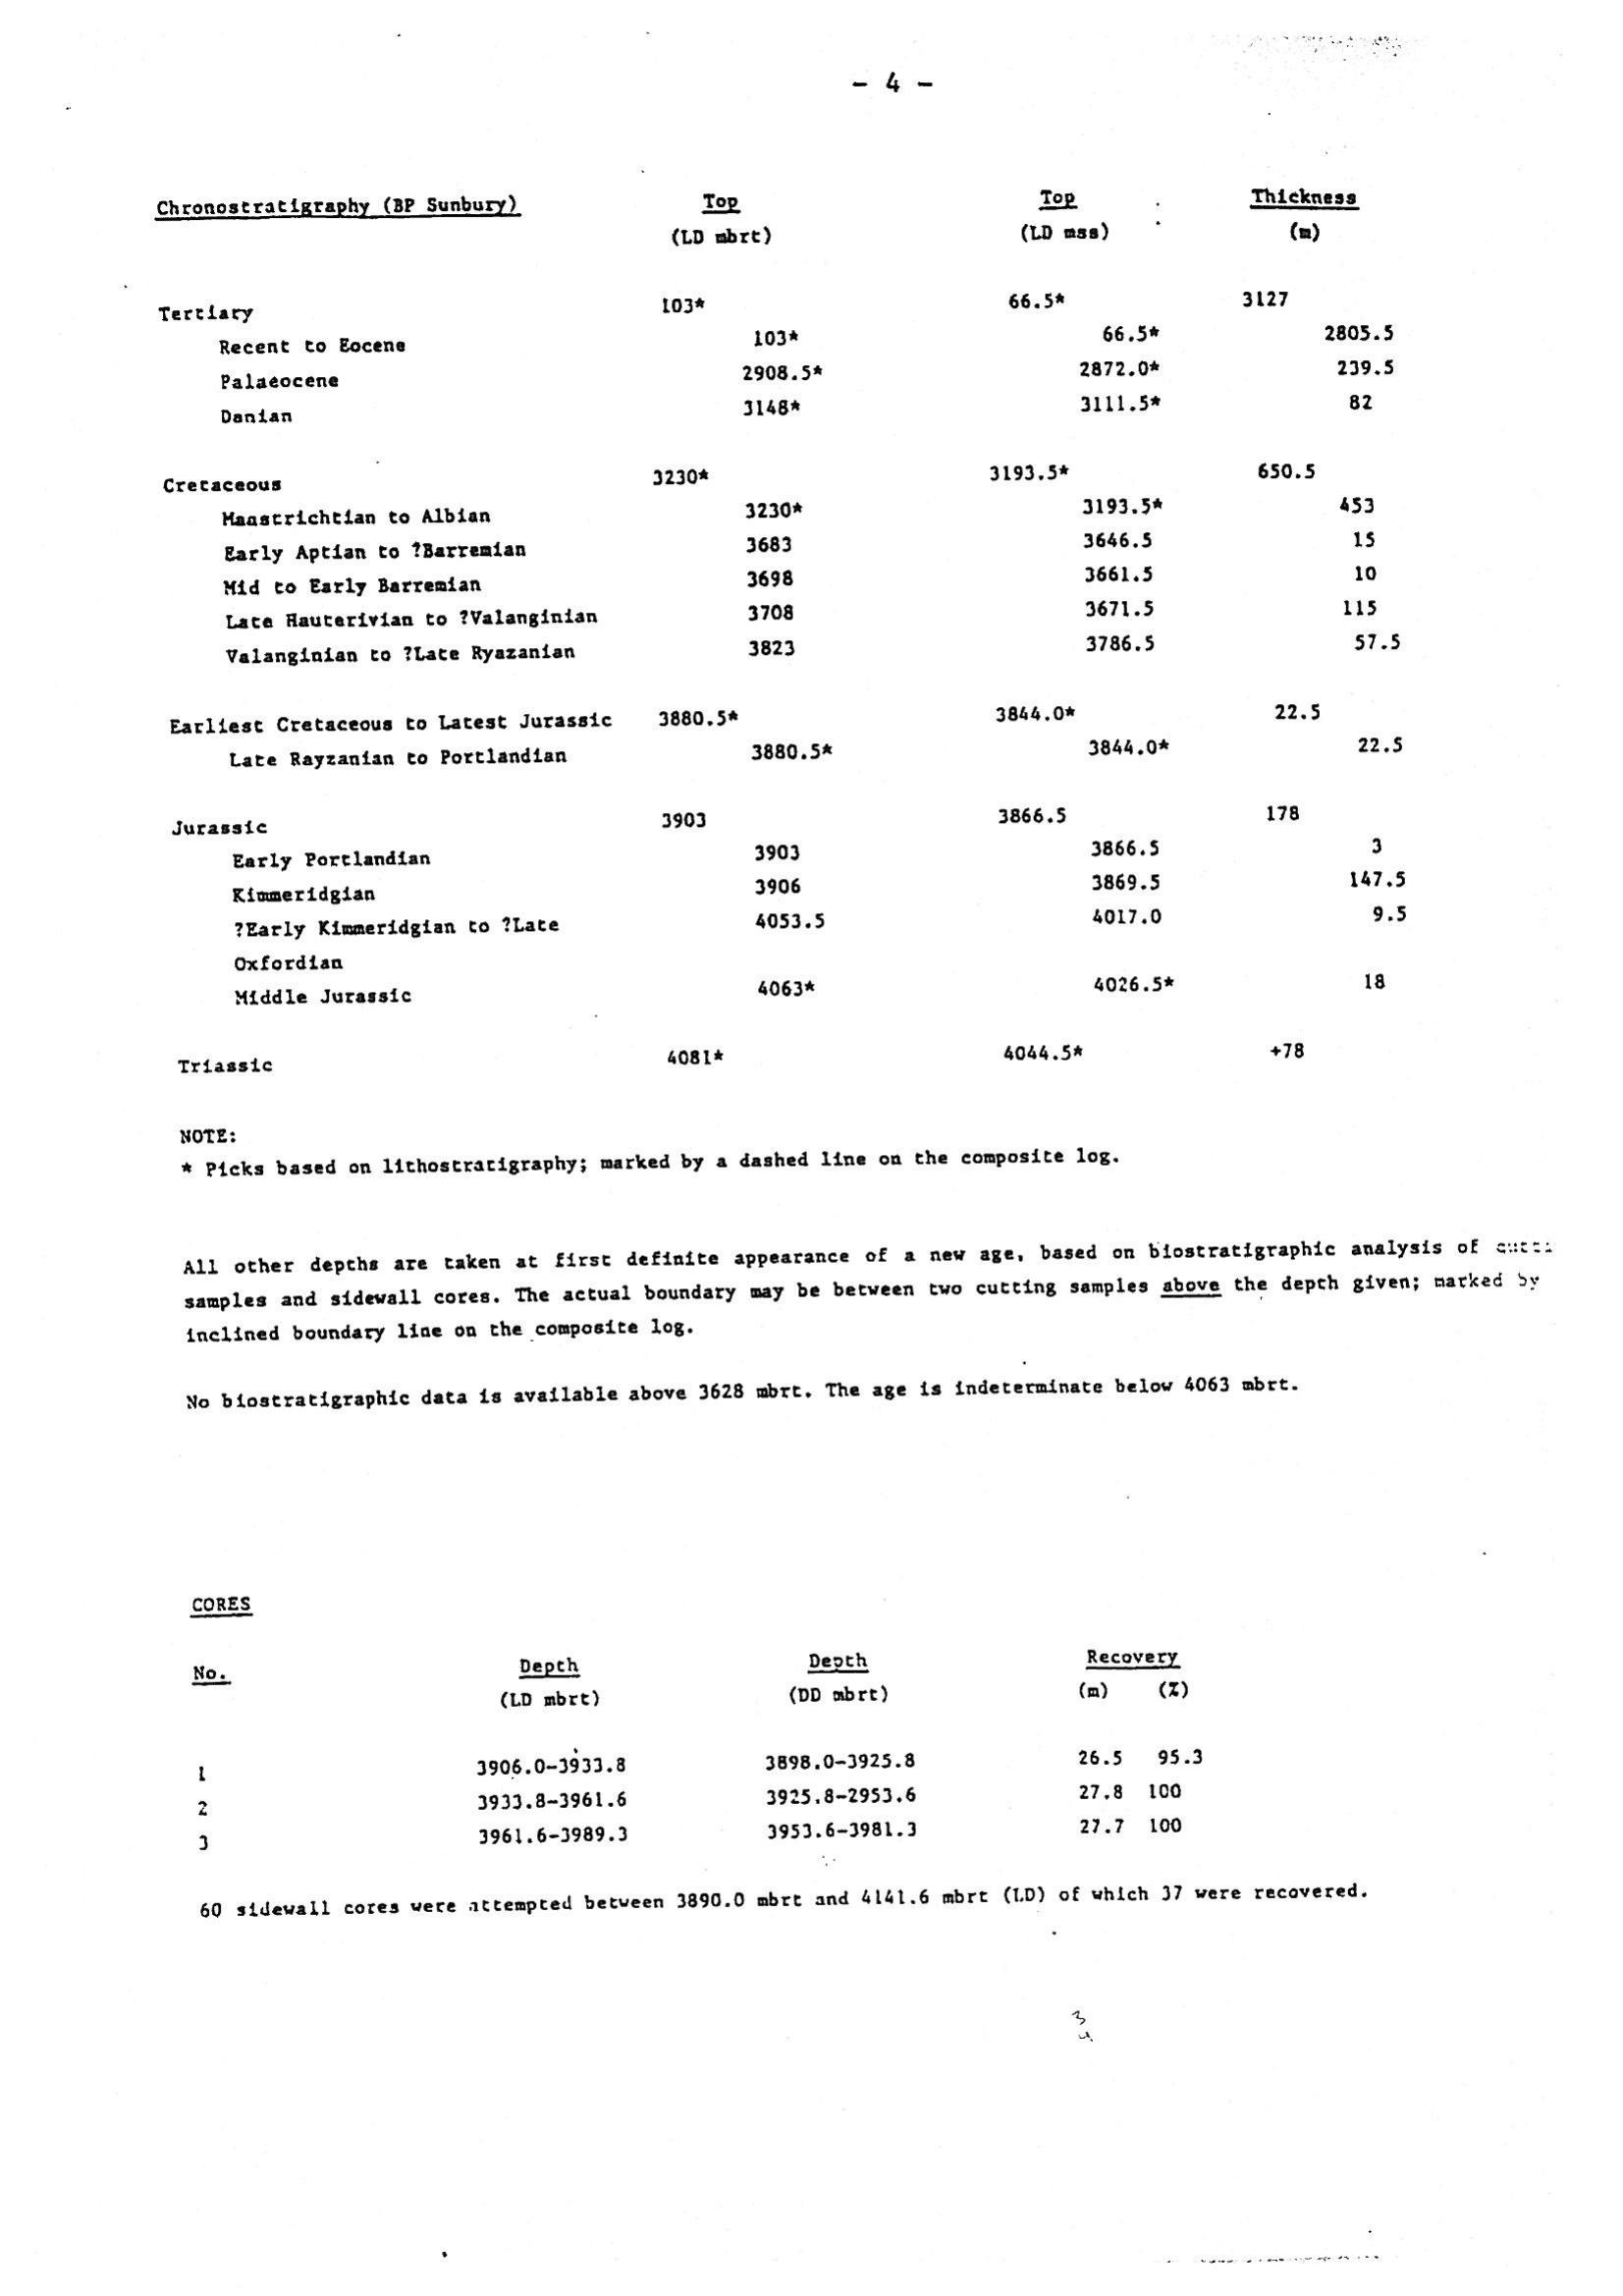 - 4 -
Chronostratigraphy (BP Sunbury) Top Top Thickness
(LD mbrt) (LD mss) (m)
Tertiary 103* 66.5* 3127
Recent to Eocene 103* 66.5* 2805.5
Palaeocene 2908.5* 2872.0* 239.5
Danian 3148* 3111.5* 82
Cretaceous 3230* 3193.5* 650.5
Maastrichtian to Albian 3230* 3193.5* 453
Early Aptian to ?Barremian 3683 3646.5 15
Mid to Early Barremian 3698 3661.5 10
Late Hauterivian to ?Valanginian 3708 3671.5 115
Valanginian to ?Late Ryazanian 3823 3786.5 57.5
Earliest Cretaceous to Latest Jurassic 3880.5* 3844.0* 22.5
Late Rayzanian to Portlandian 3880.5* 3844.0* 22.5
Jurassic 3903 3866.5 178
Early Portlandian 3903 3866.5 3
Kimmeridgian 3906 3869.5 147.5
?Early Kimmeridgian to ?Late 4053.5 4017.0 9.5
Oxfordian
Middle Jurassic 4063* 4026.5* 18
Triassic 4081* 4044.5* +78
NOTE:
* Picks based on lithostratigraphy; marked by a dashed line on the composite log.
All other depths are taken at first definite appearance of a new age, based on biostratigraphic analysis of
samples and sidewall cores. The actual boundary may be between two cutting samples above the depth given; marked by
inclined boundary line on the composite log.
No biostratigraphic data is available above 3628 mbrt. The age is indeterminate below 4063 mbrt.
CORES
No. Depth Depth Recovery
(LD mbrt) (DD mbrt) (m) (%)
1 3906.0-3933.8 3898.0-3925.8 26.5 95.3
2 3933.8-3961.6 3925.8-2953.6 27.8 100
3 3961.6-3989.3 3953.6-3981.3 27.7 100
60 sidewall cores were attempted between 3890.0 mbrt and 4141.6 mbrt (LD) of which 37 were recovered.